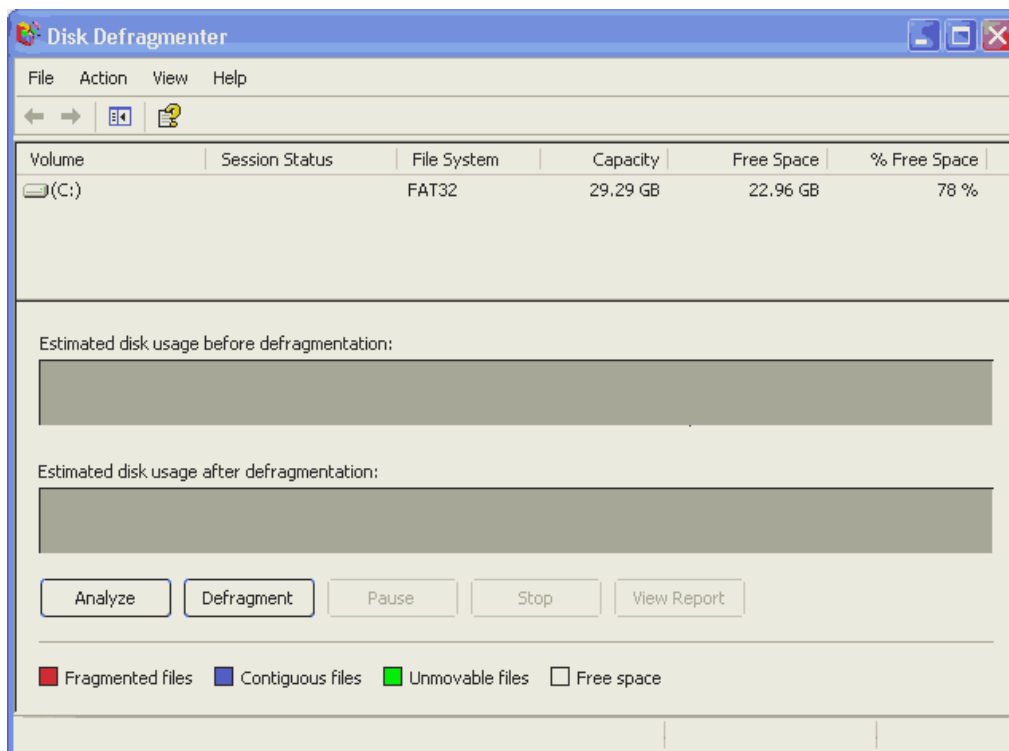 Disk Defragmenter
File Action View Help
Volume Session Status File System Capacity Free Space % Free Space
(C:) FAT32 29.29 GB 22.96 GB 78 %
Estimated disk usage before defragmentation:
Estimated disk usage after defragmentation:
Analyze Defragment Pause Stop View Report
Fragmented files Contiguous files Unmovable files Free space